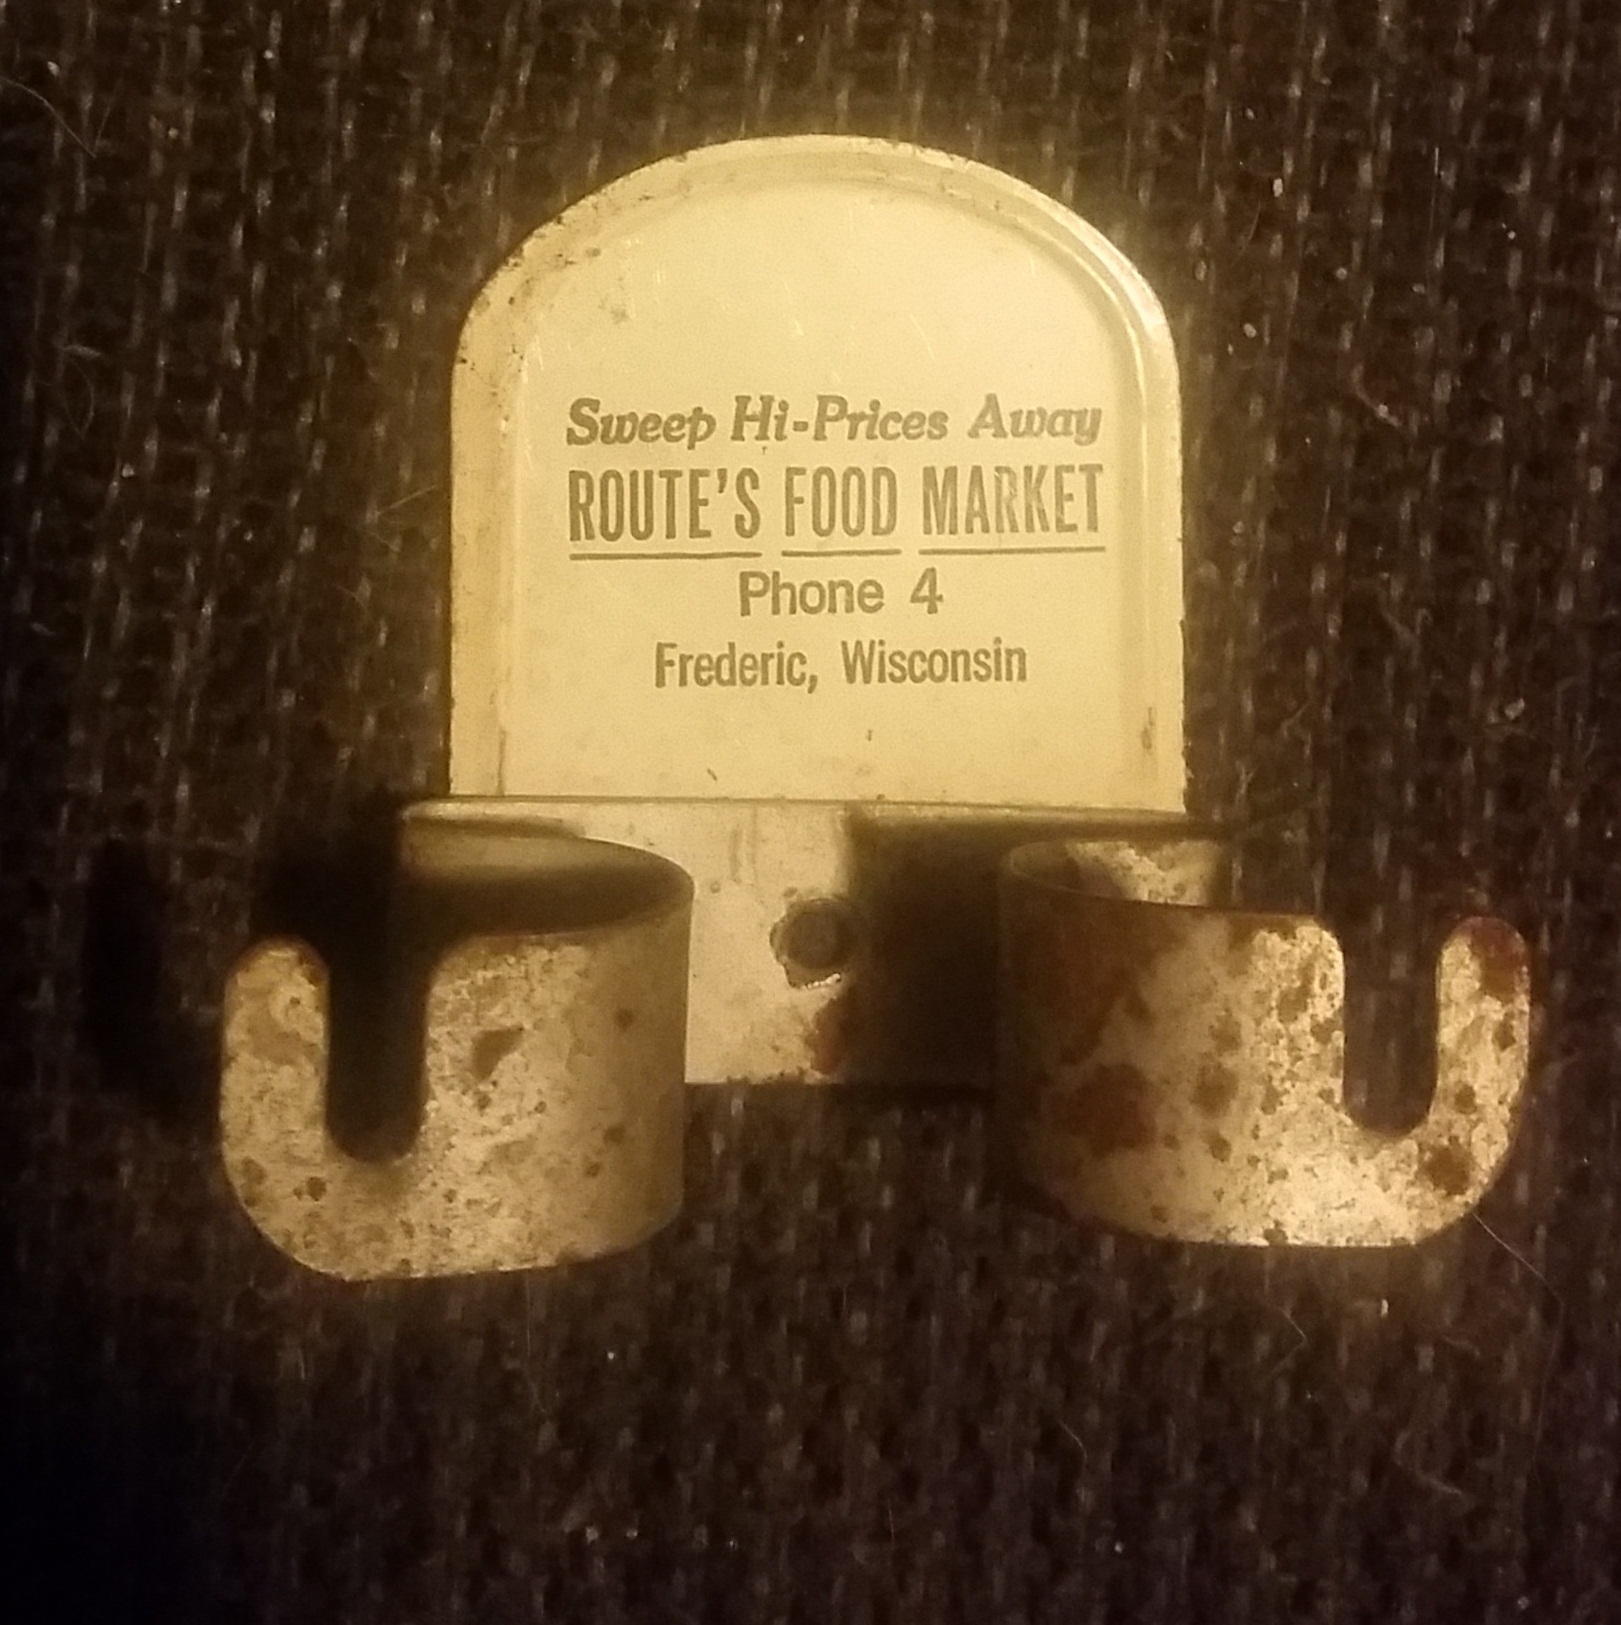 Sweep Hi-Prices Away
ROUTE'S FOOD MARKET
Phone 4
Frederic, Wisconsin